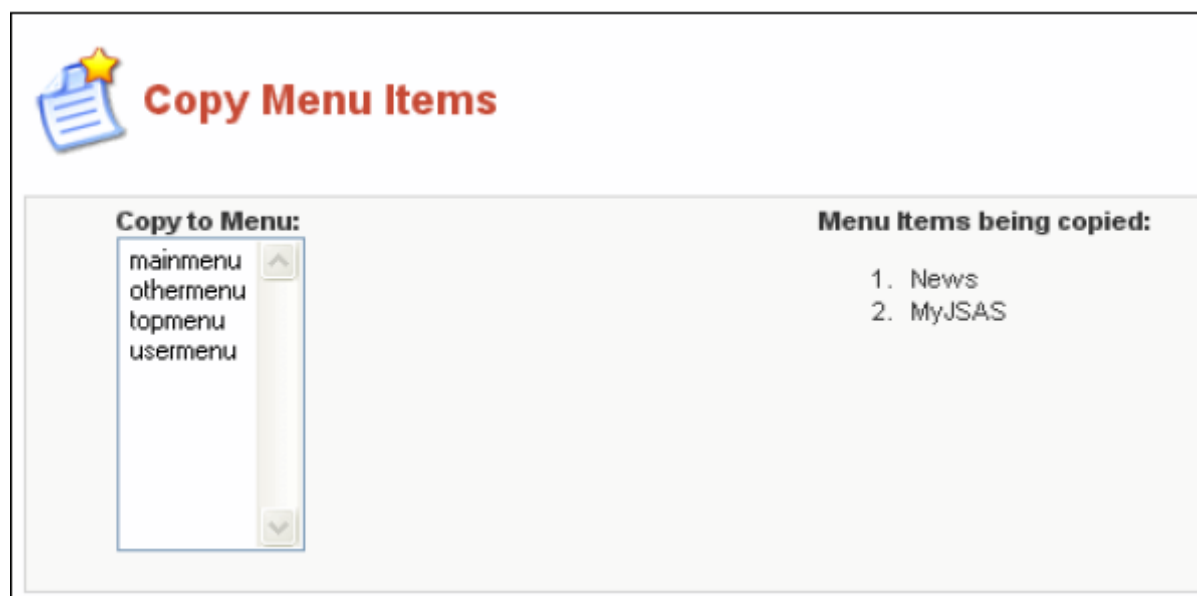 Copy Menu Items
Copy to Menu:
mainmenu
othermenu
topmenu
usermenu
Menu Items being copied:
1. News
2. MyJSAS